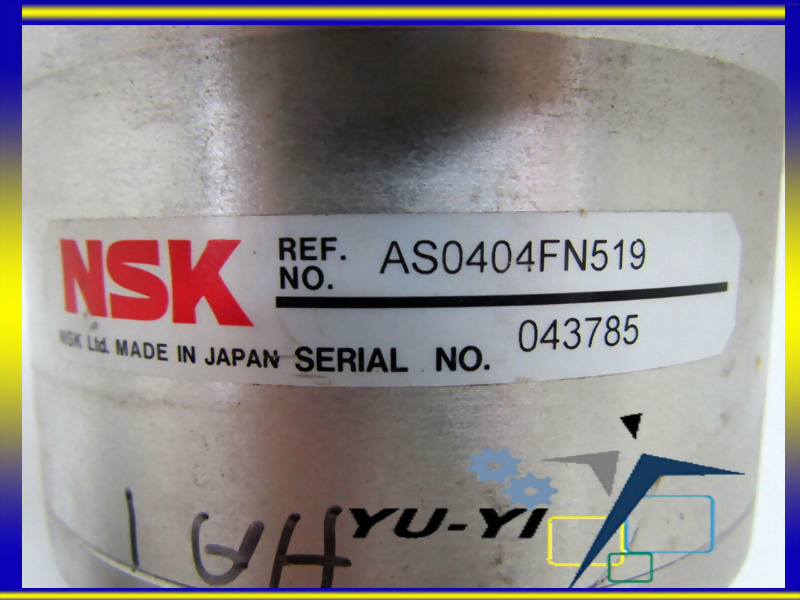 NSK
REF. NO. AS0404FN519
NSK Ltd. MADE IN JAPAN SERIAL NO. 043785
YU-YI